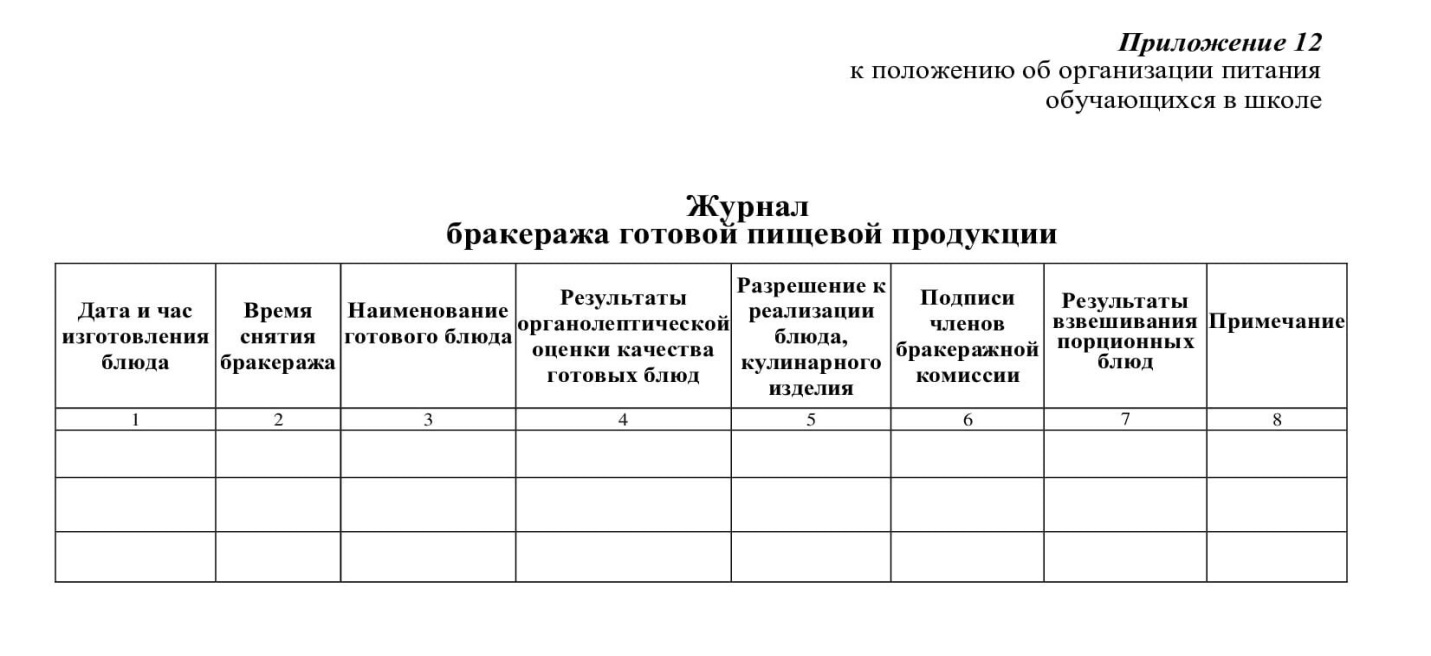 Приложение 12
к положению об организации питания
обучающихся в школе
Журнал
бракеража готовой пищевой продукции
Дата и час
изготовления
блюда
Время
снятия
бракеража
Наименование
готового блюда
Результаты
органолептической
оценки качества
готовых блюд
Разрешение к
реализации
блюда,
кулинарного
изделия
Подписи
членов
бракеражной
комиссии
Результаты
взвешивания
порционных
блюд
Примечание
1 2 3 4 5 6 7 8